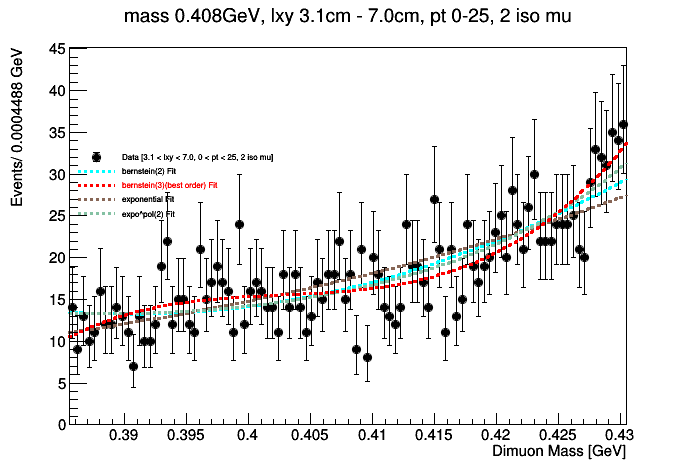 mass 0.408GeV, lxy 3.1cm - 7.0cm, pt 0-25, 2 iso mu
Events/ 0.0004488 GeV
45
40
35
30
25
20
15
10
5
0
Data [3.1 < lxy < 7.0, 0 < pt < 25, 2 iso mu]
bernstein(2) Fit
bernstein(3)(best order) Fit
exponential Fit
expo*pol(2) Fit
0.39 0.395 0.4 0.405 0.41 0.415 0.42 0.425 0.43
Dimuon Mass [GeV]